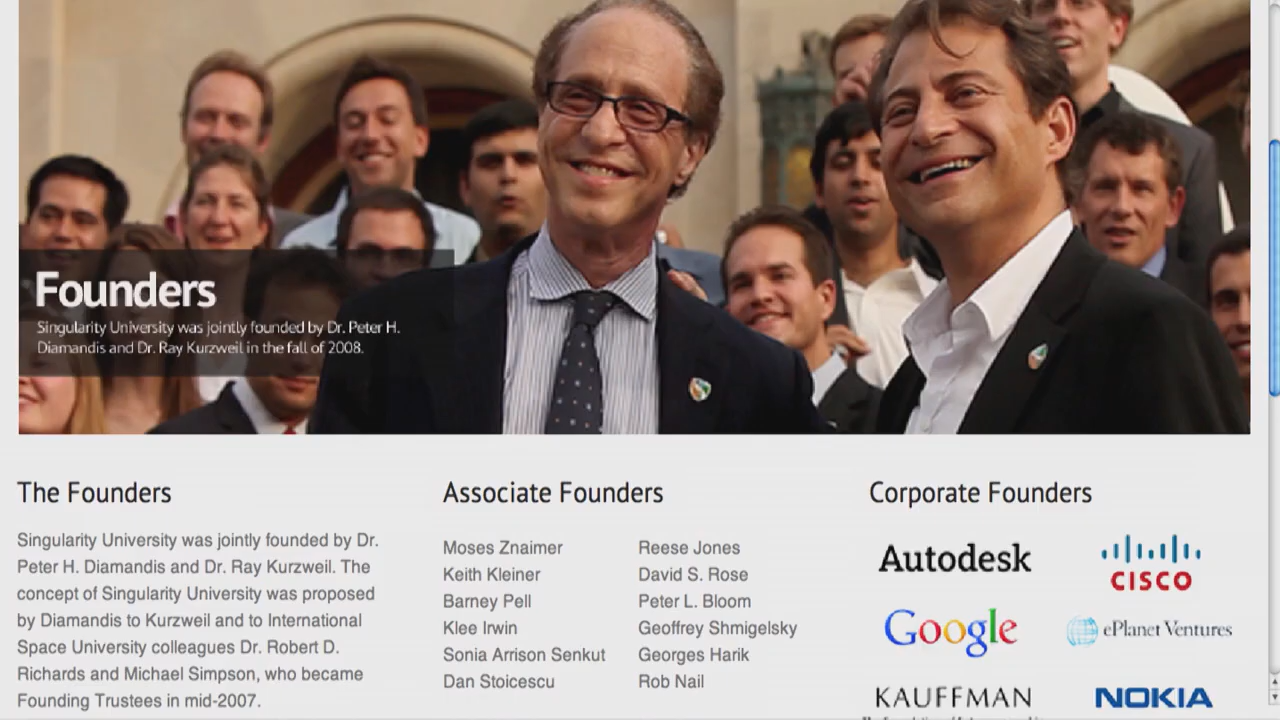 Founders
Singularity University was jointly founded by Dr. Peter H.
Diamandis and Dr. Ray Kurzweil in the fall of 2008.
The Founders
Singularity University was jointly founded by Dr.
Peter H. Diamandis and Dr. Ray Kurzweil. The
concept of Singularity University was proposed
by Diamandis to Kurzweil and to International
Space University colleagues Dr. Robert D.
Richards and Michael Simpson, who became
Founding Trustees in mid-2007.
Associate Founders
Moses Znaimer
Keith Kleiner
Barney Pell
Klee Irwin
Sonia Arrison Senkut
Dan Stoicescu
Reese Jones
David S. Rose
Peter L. Bloom
Geoffrey Shmigelsky
Georges Harik
Rob Nail
Corporate Founders
Autodesk
CISCO
Google
ePlanet Ventures
KAUFFMAN
NOKIA